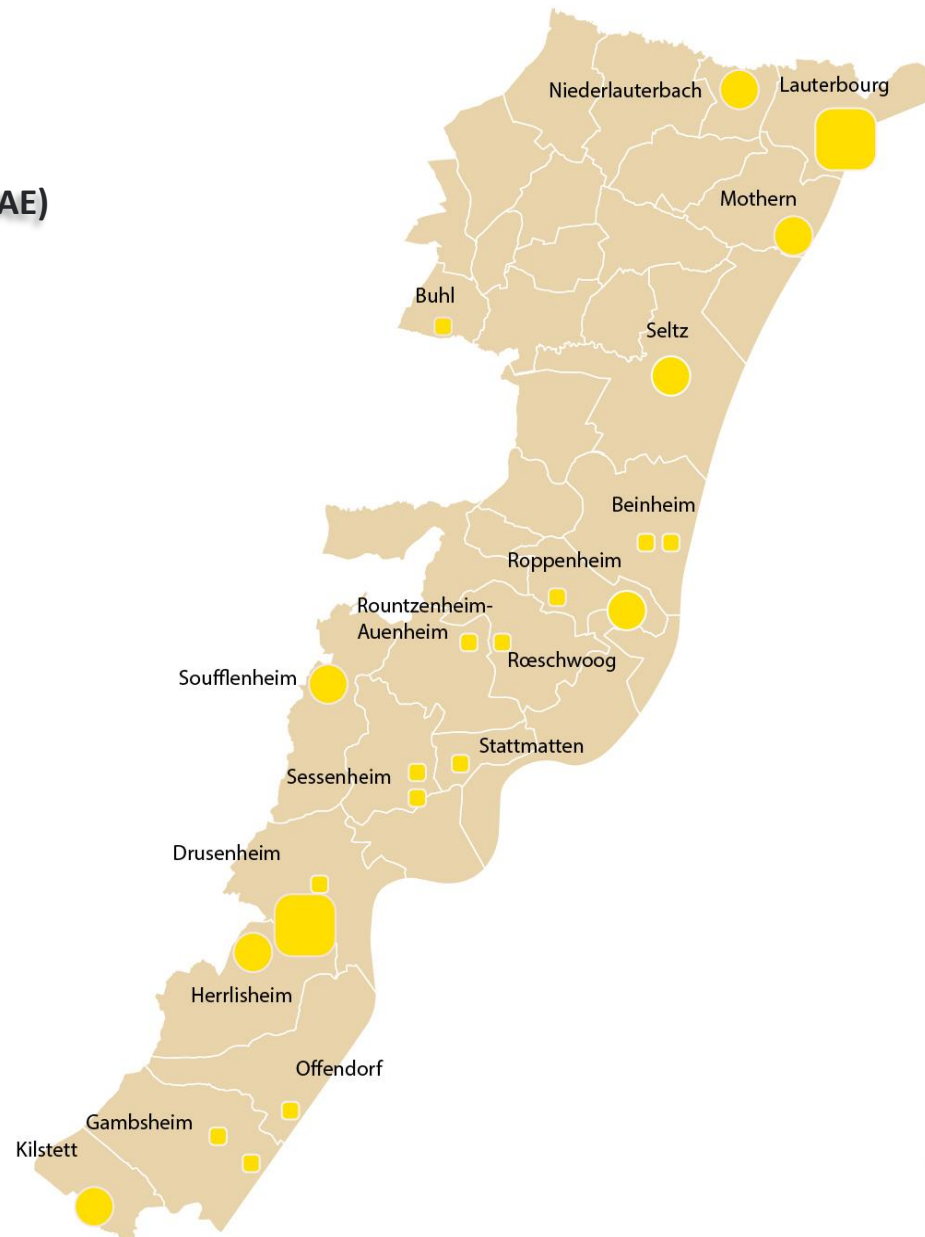 Niederlauterbach
Lauterbourg
AE)
Mothern
Buhl
Seltz
Beinheim
Roppenheim
Rountzenheim-
Auenheim
Rœschwoog
Soufflenheim
Stattmatten
Sessenheim
Drusenheim
Herrlisheim
Offendorf
Gambsheim
Kilstett